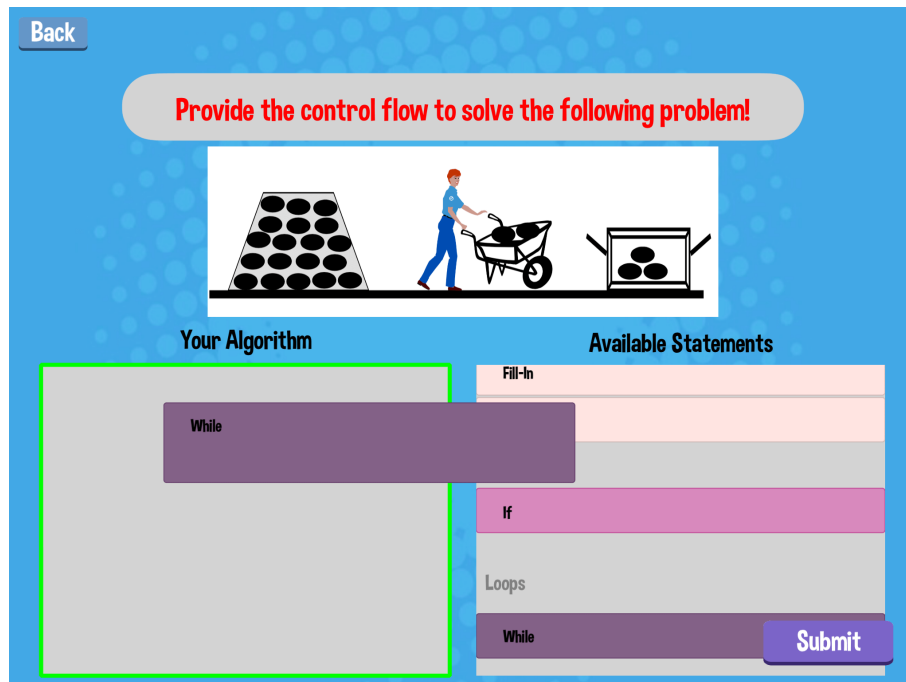 Back
Provide the control flow to solve the following problem!
Your Algorithm
Available Statements
Fill-In
While
If
Loops
While
Submit